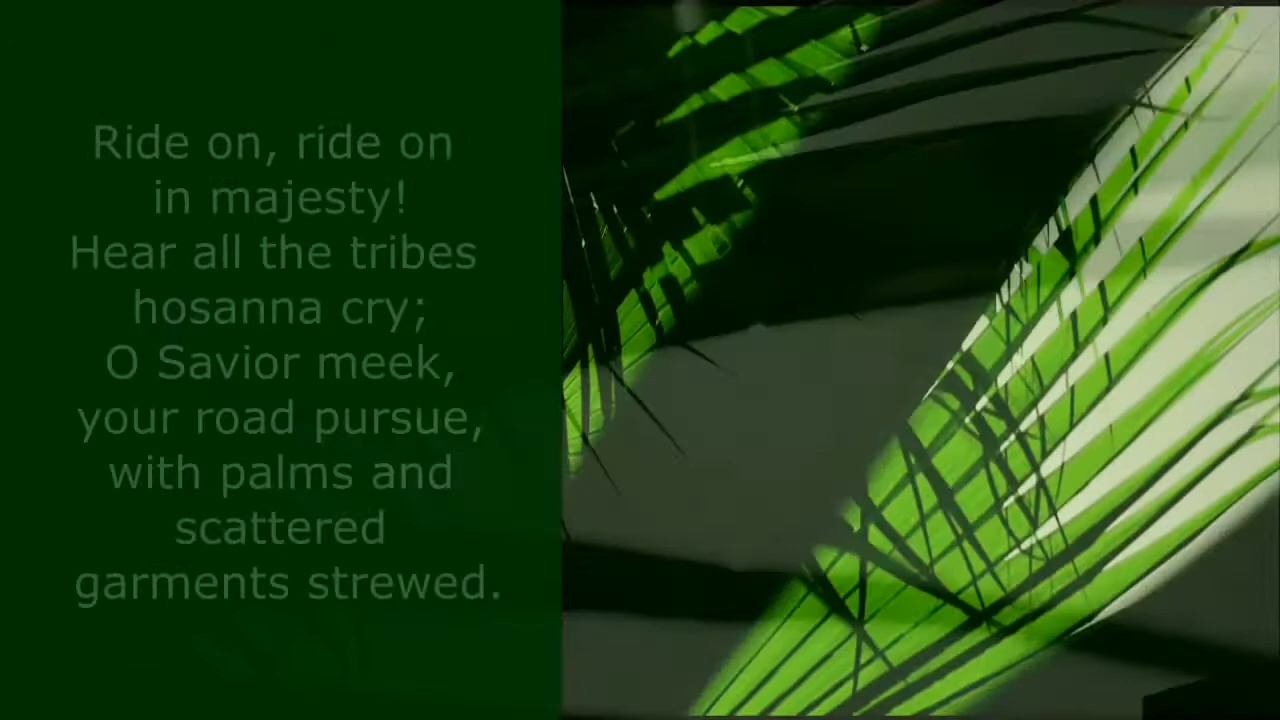 Ride on, ride on
in majesty!
Hear all the tribes
hosanna cry;
O Savior meek,
your road pursue,
with palms and
scattered
garments strewed.